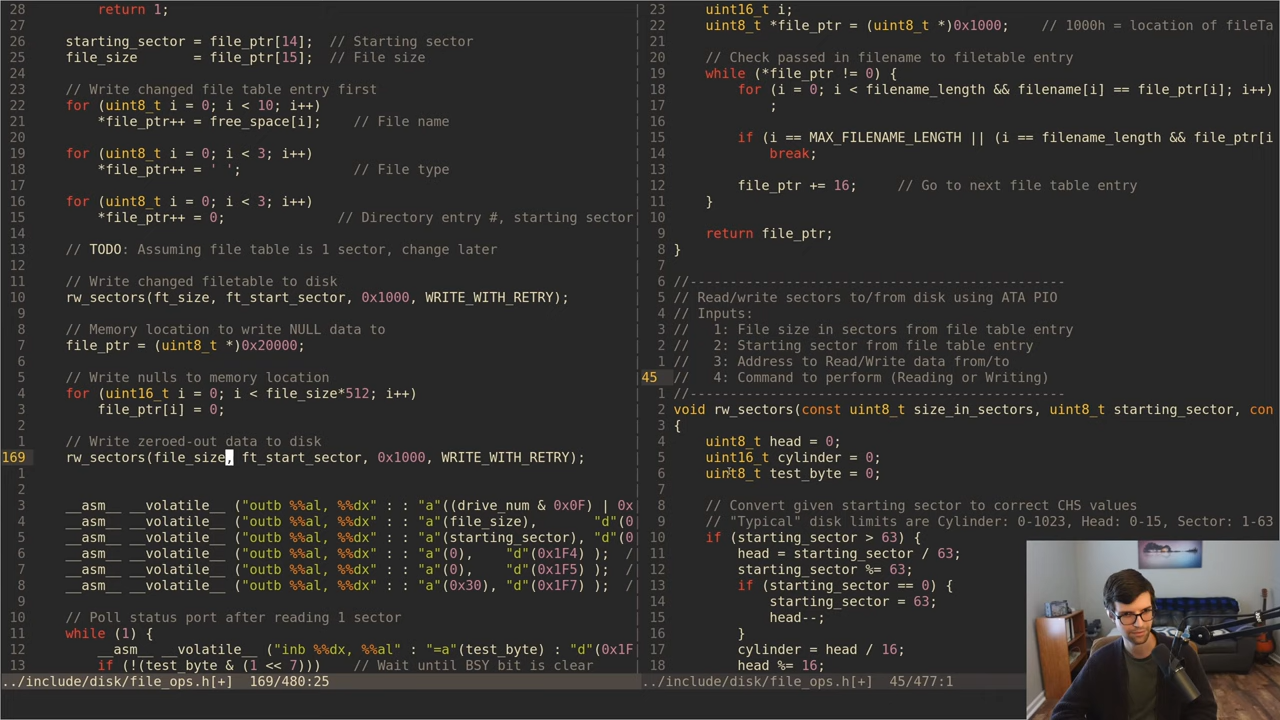 28         return 1;
27
26     starting_sector = file_ptr[14];  // Starting sector
25     file_size       = file_ptr[15];  // File size
24
23     // Write changed file table entry first
22     for (uint8_t i = 0; i < 10; i++)
21         *file_ptr++ = free_space[i];    // File name
20
19     for (uint8_t i = 0; i < 3; i++)
18         *file_ptr++ = ' ';              // File type
17
16     for (uint8_t i = 0; i < 3; i++)
15         *file_ptr++ = 0;              // Directory entry #, starting sector
14
13     // TODO: Assuming file table is 1 sector, change later
12
11     // Write changed filetable to disk
10     rw_sectors(ft_size, ft_start_sector, 0x1000, WRITE_WITH_RETRY);
9
8     // Memory location to write NULL data to
7     file_ptr = (uint8_t *)0x20000;
6
5     // Write nulls to memory location
4     for (uint16_t i = 0; i < file_size*512; i++)
3         file_ptr[i] = 0;
2
1     // Write zeroed-out data to disk
169     rw_sectors(file_size, ft_start_sector, 0x1000, WRITE_WITH_RETRY);
1
2
3     __asm__ __volatile__ ("outb %%al, %%dx" : : "a"((drive_num & 0x0F) | 0x
4     __asm__ __volatile__ ("outb %%al, %%dx" : : "a"(file_size),       "d"(0
5     __asm__ __volatile__ ("outb %%al, %%dx" : : "a"(starting_sector), "d"(0
6     __asm__ __volatile__ ("outb %%al, %%dx" : : "a"(0),    "d"(0x1F4) );  /
7     __asm__ __volatile__ ("outb %%al, %%dx" : : "a"(0),    "d"(0x1F5) );  /
8     __asm__ __volatile__ ("outb %%al, %%dx" : : "a"(0x30), "d"(0x1F7) );  /
9
10     // Poll status port after reading 1 sector
11     while (1) {
12         __asm__ __volatile__ ("inb %%dx, %%al" : "=a"(test_byte) : "d"(0x1F
13         if (!(test_byte & (1 << 7)))    // Wait until BSY bit is clear
../include/disk/file_ops.h[+]  169/480:25
23     uint16_t i;
22     uint8_t *file_ptr = (uint8_t *)0x1000;    // 1000h = location of fileTa
21
20     // Check passed in filename to filetable entry
19     while (*file_ptr != 0) {
18         for (i = 0; i < filename_length && filename[i] == file_ptr[i]; i++)
17             ;
16
15         if (i == MAX_FILENAME_LENGTH || (i == filename_length && file_ptr[i
14             break;
13
12         file_ptr += 16;     // Go to next file table entry
11     }
10
9     return file_ptr;
8 }
7
6 //-----------------------------------------------
5 // Read/write sectors to/from disk using ATA PIO
4 // Inputs:
3 //   1: File size in sectors from file table entry
2 //   2: Starting sector from file table entry
1 //   3: Address to Read/Write data from/to
45 //   4: Command to perform (Reading or Writing)
1 //-----------------------------------------------
2 void rw_sectors(const uint8_t size_in_sectors, uint8_t starting_sector, con
3 {
4     uint8_t head = 0;
5     uint16_t cylinder = 0;
6     uint8_t test_byte = 0;
7
8     // Convert given starting sector to correct CHS values
9     // "Typical" disk limits are Cylinder: 0-1023, Head: 0-15, Sector: 1-63
10     if (starting_sector > 63) {
11         head = starting_sector / 63;
12         starting_sector %= 63;
13         if (starting_sector == 0) {
14             starting_sector = 63;
15             head--;
16         }
17         cylinder = head / 16;
18         head %= 16;
../include/disk/file_ops.h[+]  45/477:1